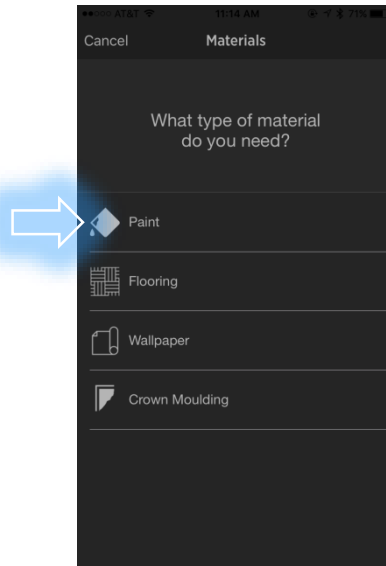 AT&T 11:14 AM 71%
Cancel Materials
What type of material
do you need?
Paint
Flooring
Wallpaper
Crown Moulding